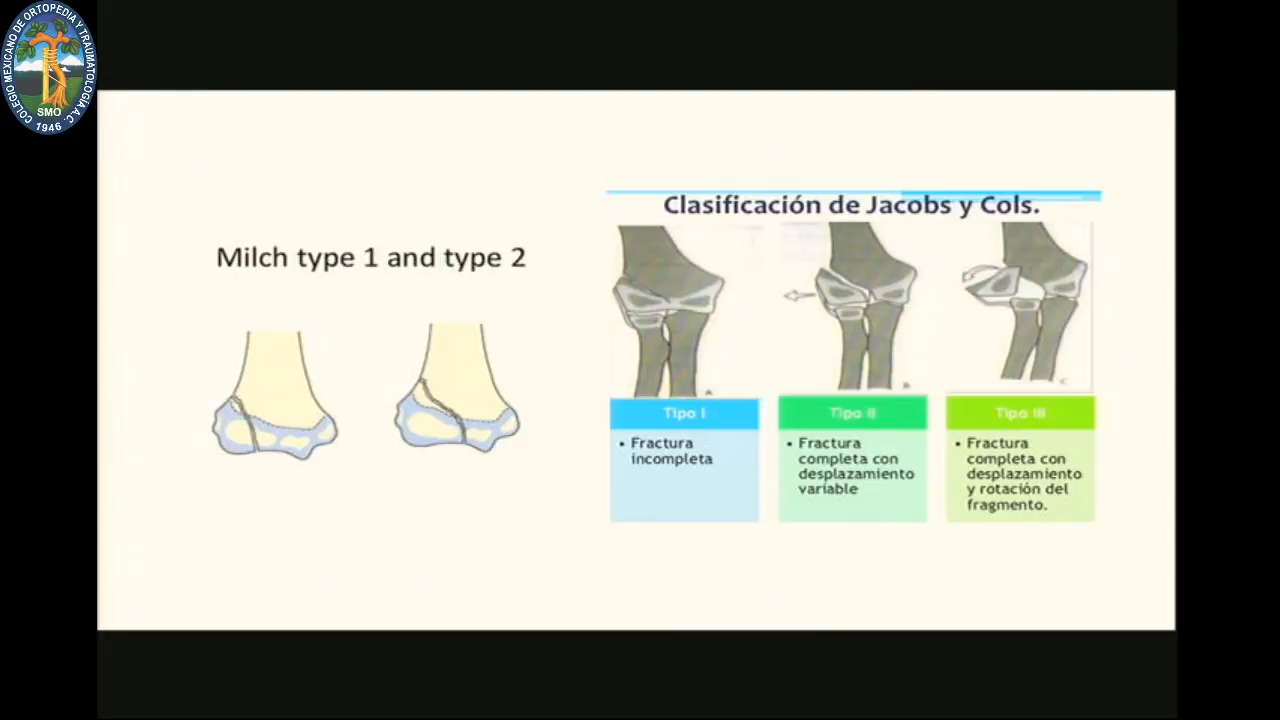 COLEGIO MEXICANO DE ORTOPEDIA Y TRAUMATOLOGIA A.C.
SMO
1946
Milch type 1 and type 2
Clasificación de Jacobs y Cols.
A
B
C
Tipo I
• Fractura
incompleta
Tipo II
• Fractura
completa con
desplazamiento
variable
Tipo III
• Fractura
completa con
desplazamiento
y rotación del
fragmento.